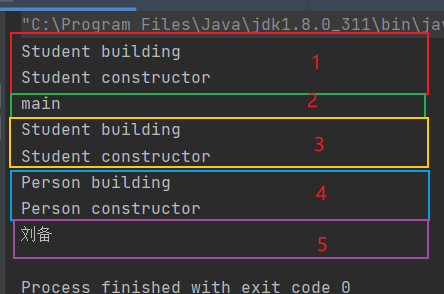 "C:\Program Files\Java\jdk1.8.0_311\bin\jav
Student building
Student constructor
1
main
2
Student building
Student constructor
3
Person building
Person constructor
4
刘备
5
Process finished with exit code 0